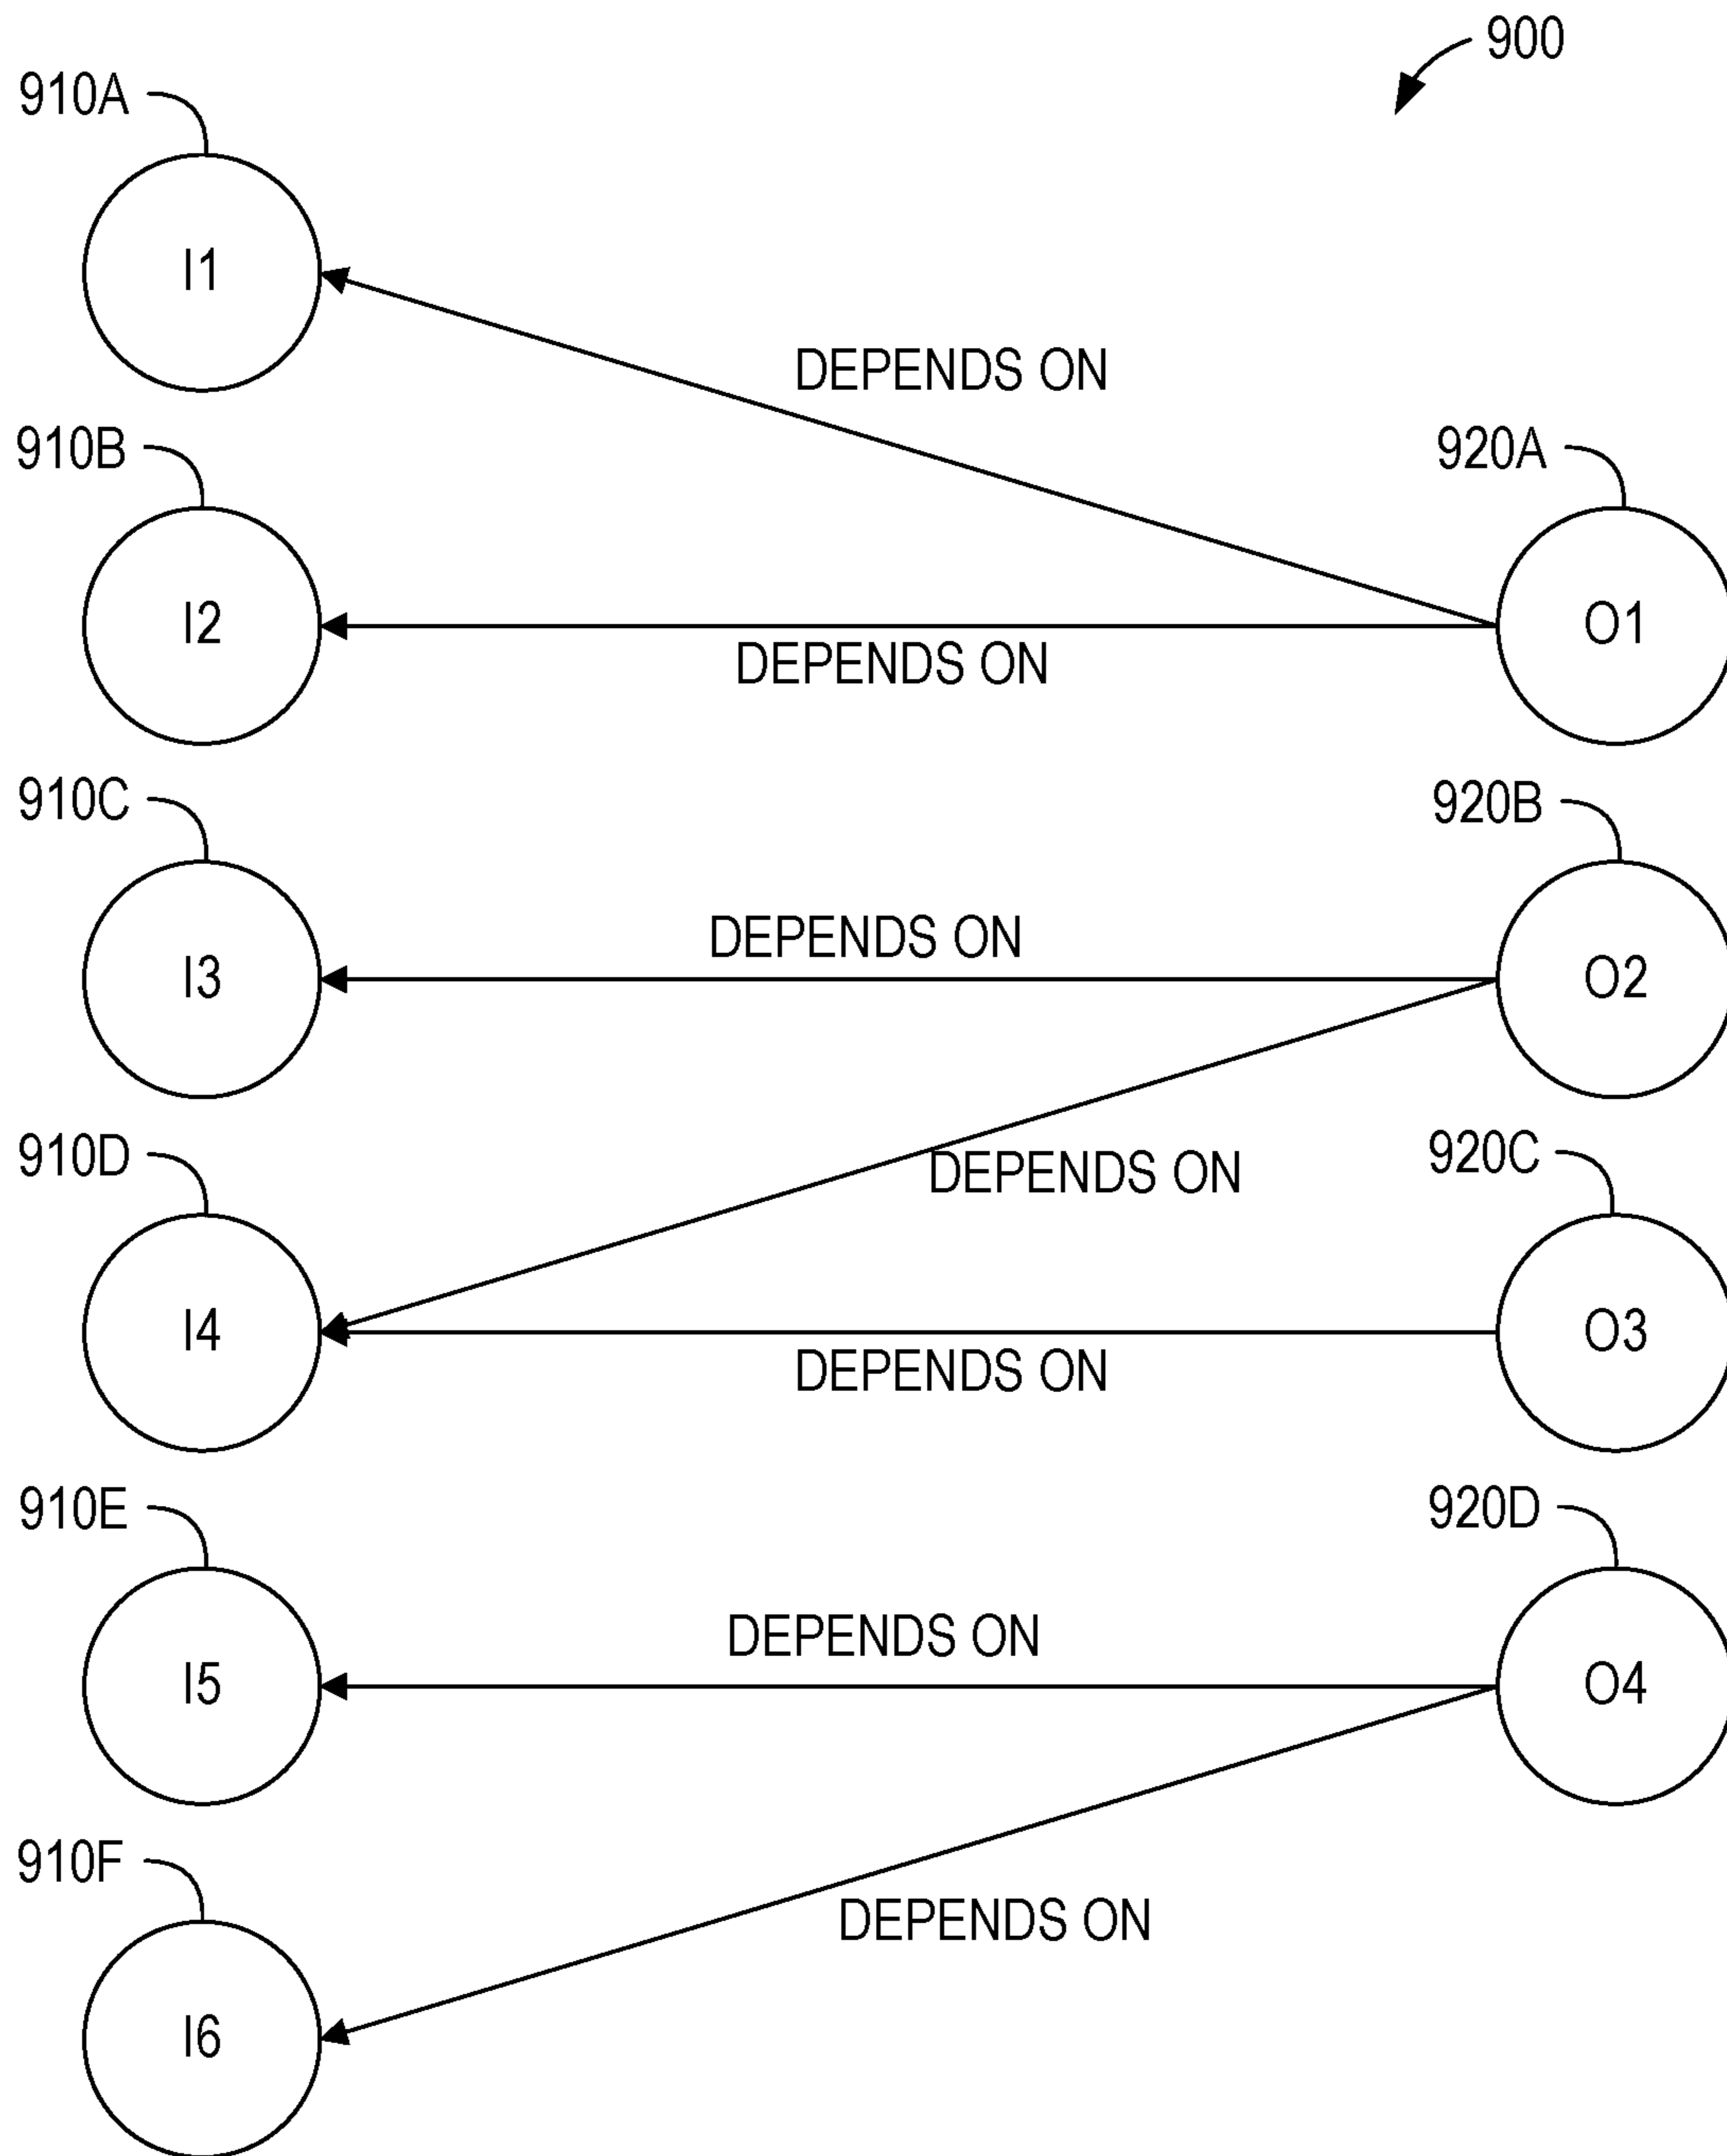 900
910A
I1
DEPENDS ON
910B
920A
I2
O1
DEPENDS ON
910C
920B
DEPENDS ON
I3
O2
910D
920C
DEPENDS ON
I4
O3
DEPENDS ON
910E
920D
DEPENDS ON
I5
O4
910F
DEPENDS ON
I6